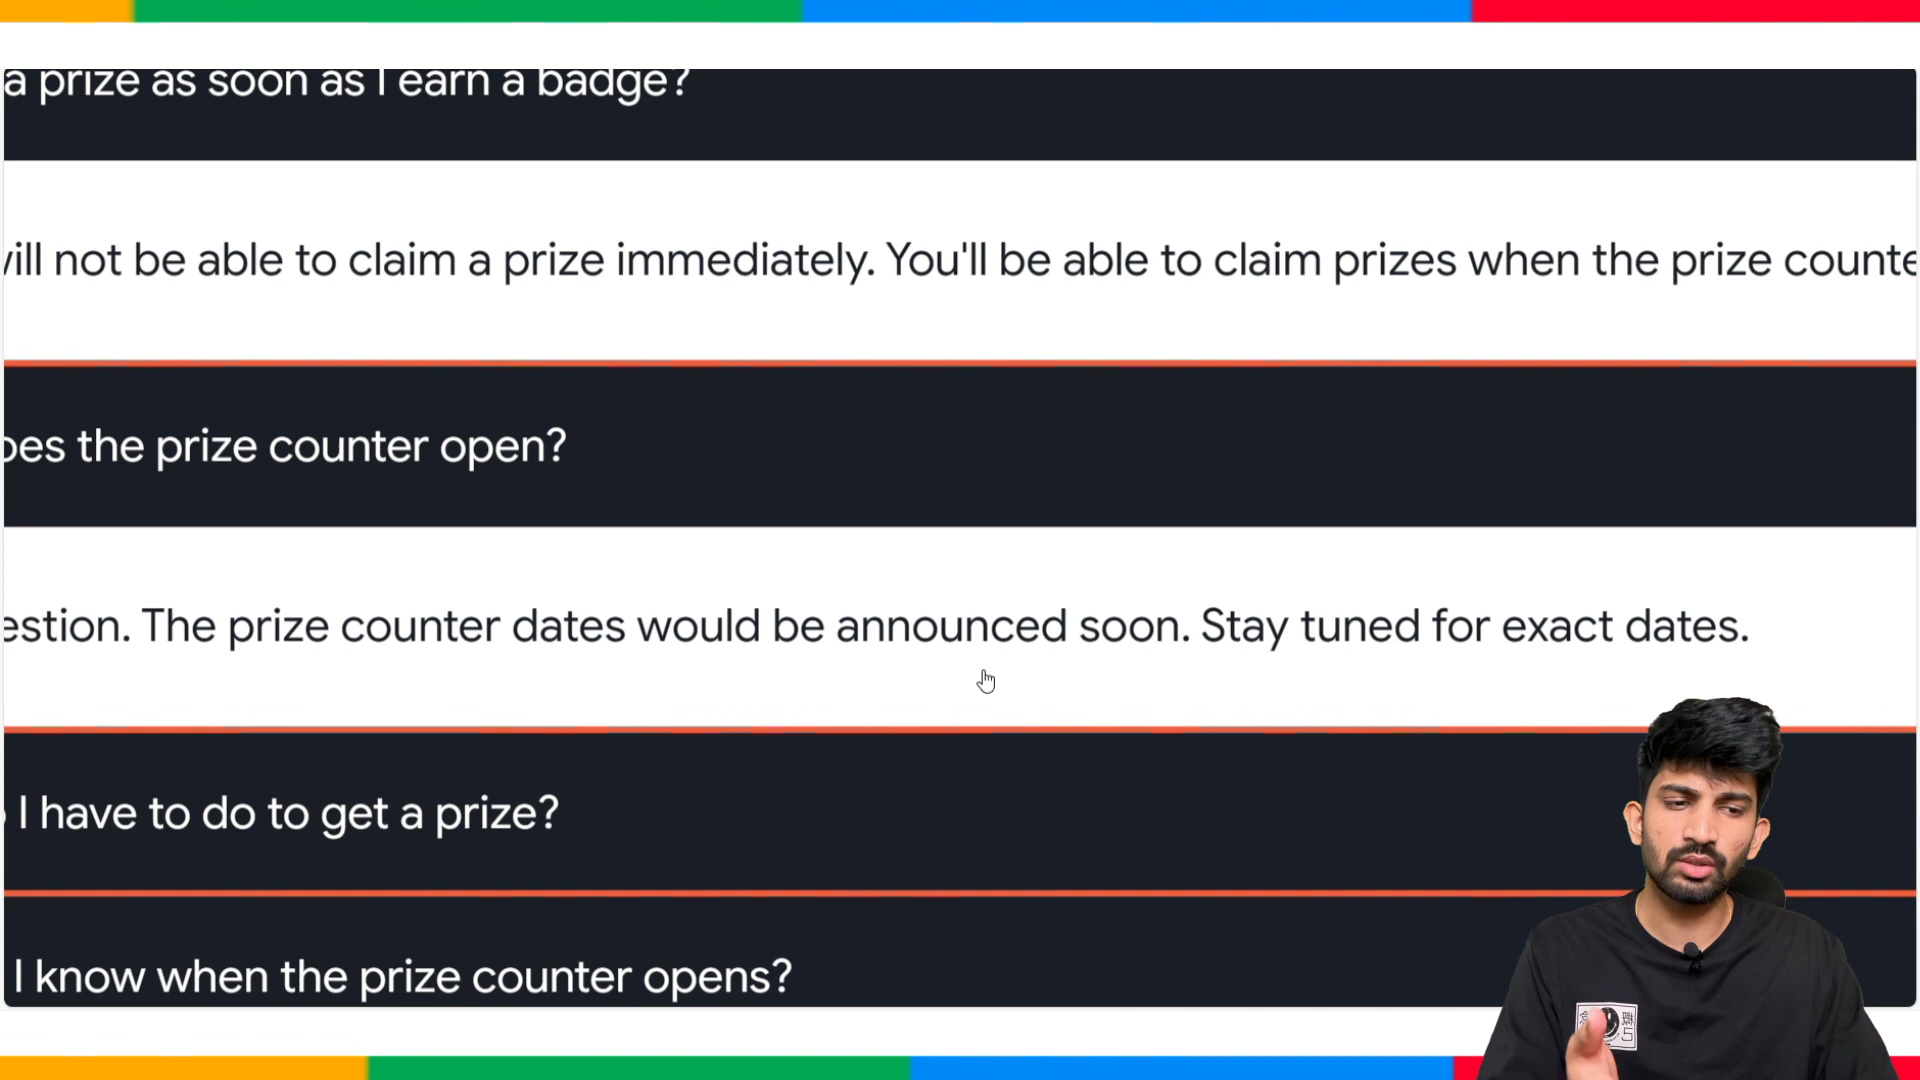 a prize as soon as I earn a badge?
will not be able to claim a prize immediately. You'll be able to claim prizes when the prize counte
oes the prize counter open?
estion. The prize counter dates would be announced soon. Stay tuned for exact dates.
I have to do to get a prize?
I know when the prize counter opens?